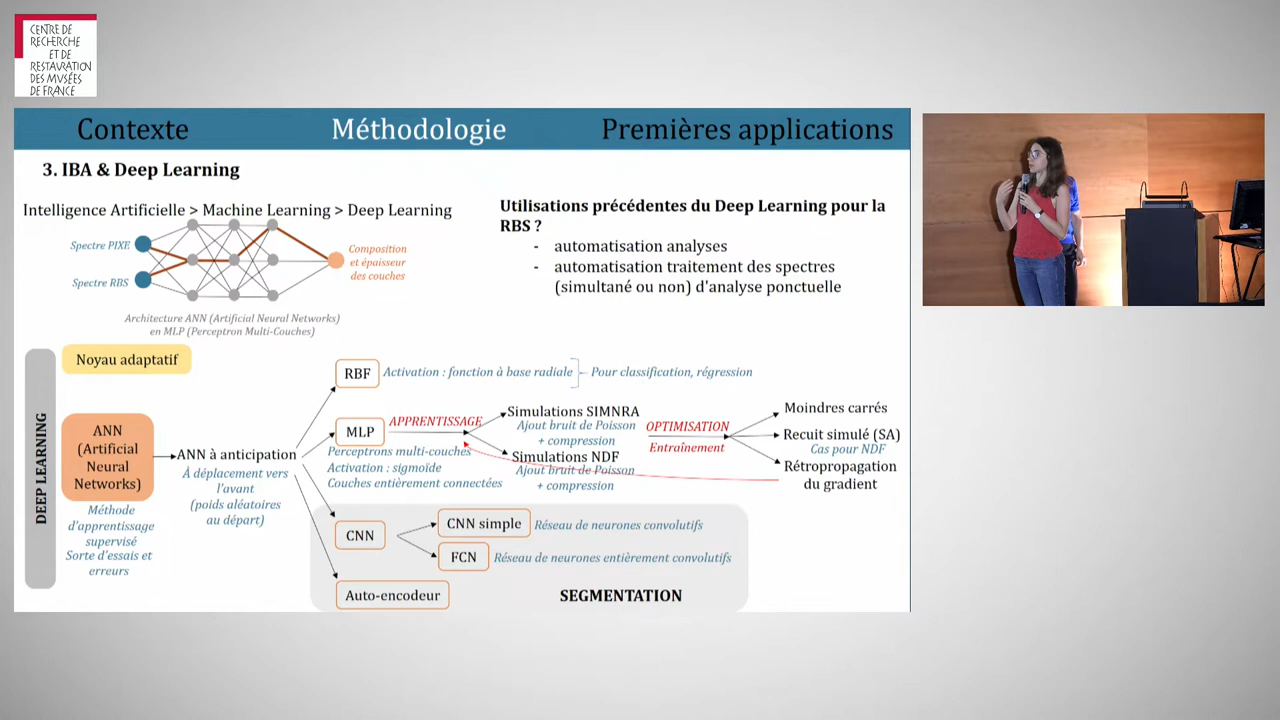 CENTRE DE
RECHERCHE
ET DE
RESTAURATION
DES MUSÉES
DE FRANCE
Contexte
Méthodologie
Premières applications
3. IBA & Deep Learning
Intelligence Artificielle > Machine Learning > Deep Learning
Spectre PIXE
Spectre RBS
Composition
et épaisseur
des couches
Architecture ANN (Artificial Neural Networks)
en MLP (Perceptron Multi-Couches)
Utilisations précédentes du Deep Learning pour la
RBS ?
- automatisation analyses
- automatisation traitement des spectres
(simultané ou non) d'analyse ponctuelle
DEEP LEARNING
Noyau adaptatif
ANN
(Artificial
Neural
Networks)
Méthode
d'apprentissage
supervisé
Sorte d'essais et
erreurs
ANN à anticipation
À déplacement vers
l'avant
(poids aléatoires
au départ)
RBF
Activation : fonction à base radiale
Pour classification, régression
MLP
APPRENTISSAGE
Perceptrons multi-couches
Activation : sigmoïde
Couches entièrement connectées
Simulations SIMNRA
Ajout bruit de Poisson
+ compression
Simulations NDF
Ajout bruit de Poisson
+ compression
OPTIMISATION
Entraînement
Moindres carrés
Recuit simulé (SA)
Cas pour NDF
Rétropropagation
du gradient
CNN
CNN simple
Réseau de neurones convolutifs
FCN
Réseau de neurones entièrement convolutifs
Auto-encodeur
SEGMENTATION